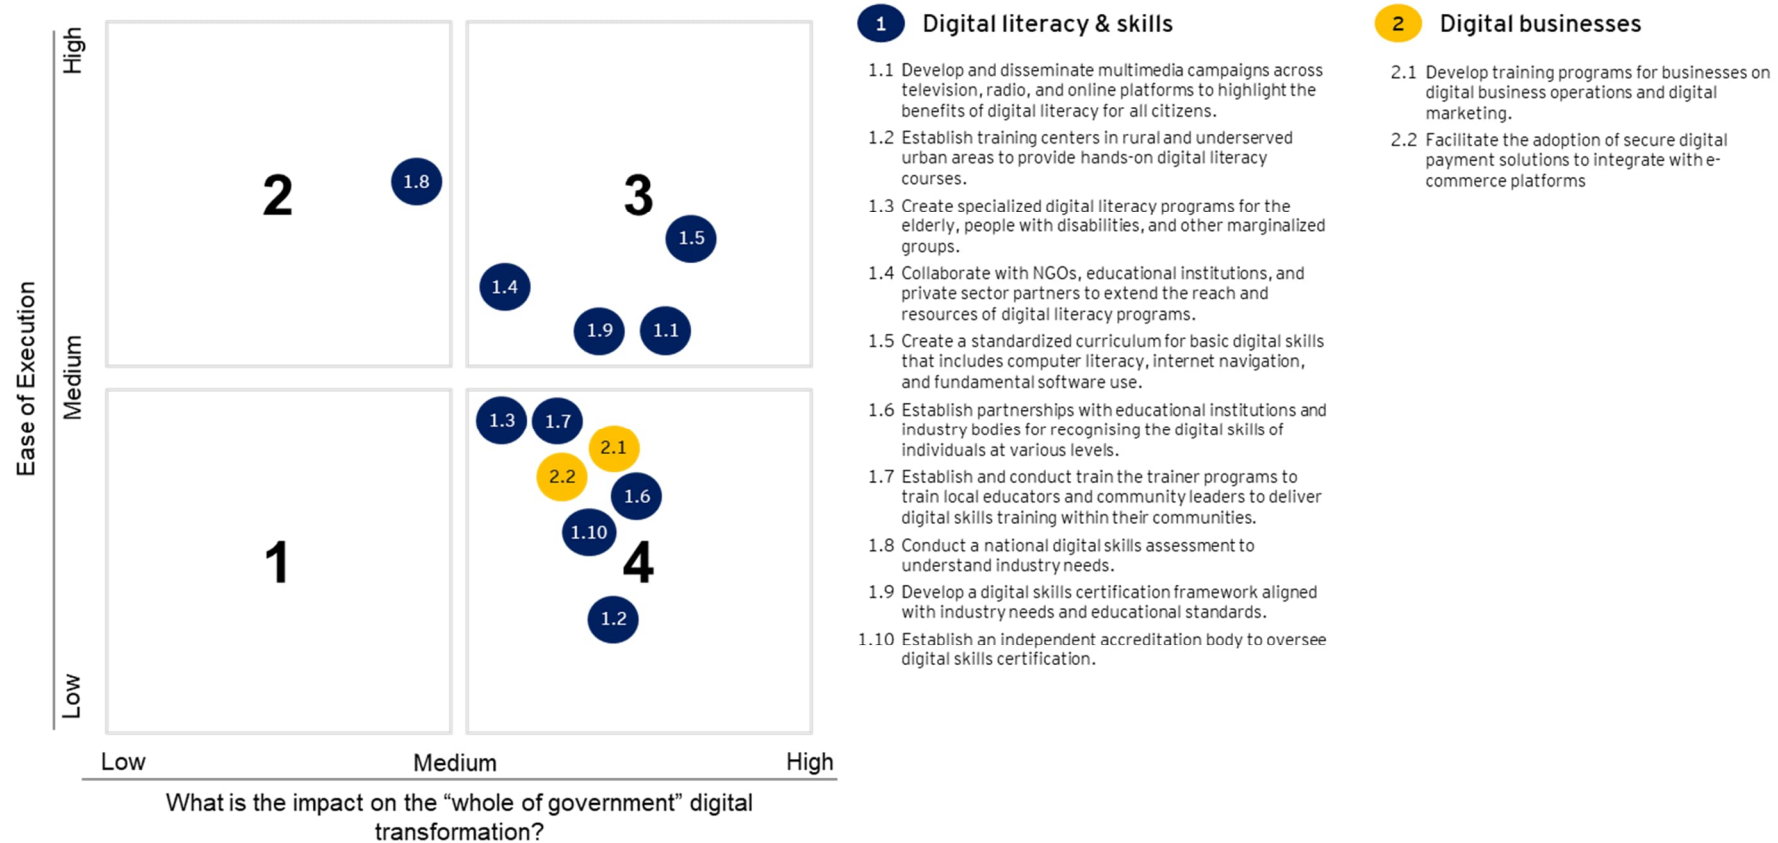 High
Medium
Low
Ease of Execution
2
1.8
3
1.5
1.4
1.9
1.1
1
1.3
1.7
2.1
2.2
1.6
1.10
4
1.2
Low
Medium
High
What is the impact on the “whole of government” digital
transformation?
1 Digital literacy & skills
1.1 Develop and disseminate multimedia campaigns across
television, radio, and online platforms to highlight the
benefits of digital literacy for all citizens.
1.2 Establish training centers in rural and underserved
urban areas to provide hands-on digital literacy
courses.
1.3 Create specialized digital literacy programs for the
elderly, people with disabilities, and other marginalized
groups.
1.4 Collaborate with NGOs, educational institutions, and
private sector partners to extend the reach and
resources of digital literacy programs.
1.5 Create a standardized curriculum for basic digital skills
that includes computer literacy, internet navigation,
and fundamental software use.
1.6 Establish partnerships with educational institutions and
industry bodies for recognising the digital skills of
individuals at various levels.
1.7 Establish and conduct train the trainer programs to
train local educators and community leaders to deliver
digital skills training within their communities.
1.8 Conduct a national digital skills assessment to
understand industry needs.
1.9 Develop a digital skills certification framework aligned
with industry needs and educational standards.
1.10 Establish an independent accreditation body to oversee
digital skills certification.
2 Digital businesses
2.1 Develop training programs for businesses on
digital business operations and digital
marketing.
2.2 Facilitate the adoption of secure digital
payment solutions to integrate with e-
commerce platforms